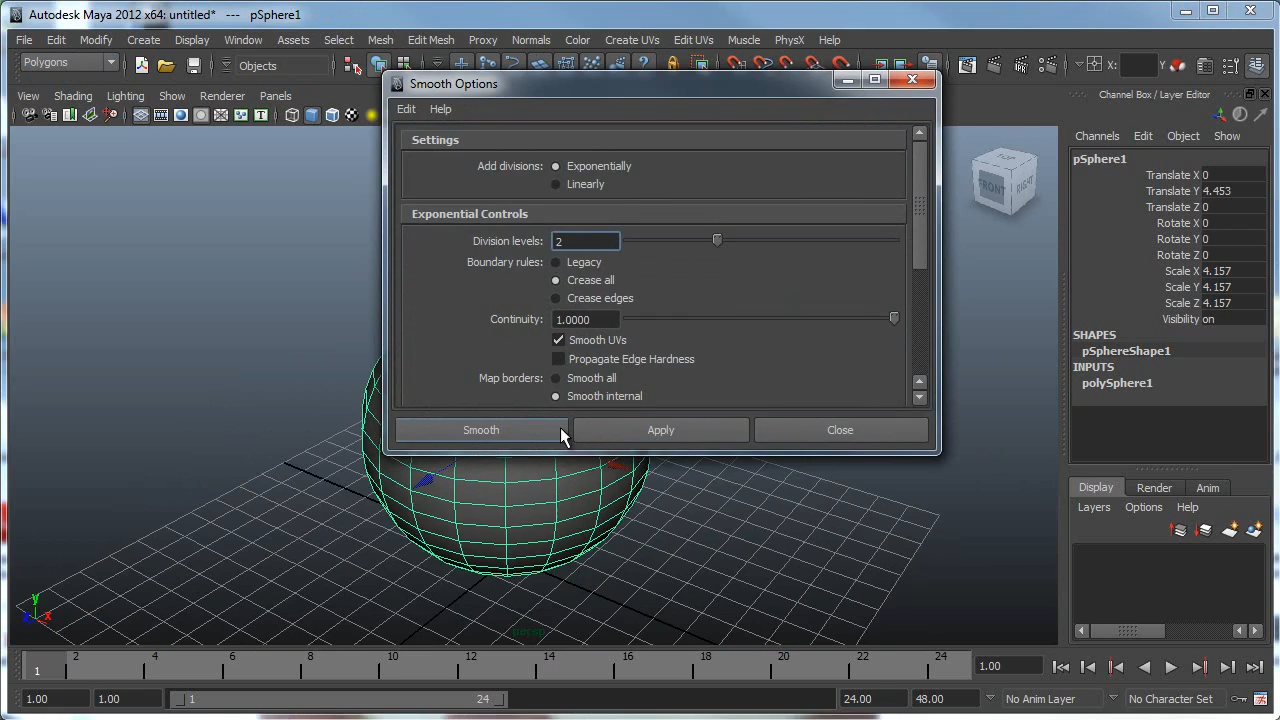 Autodesk Maya 2012 x64: untitled* --- pSphere1
File Edit Modify Create Display Window Assets Select Mesh Edit Mesh Proxy Normals Color Create UVs Edit UVs Muscle PhysX Help
Polygons
Objects
X:
Y
View Shading Lighting Show Renderer Panels
Smooth Options
Edit Help
Settings
Add divisions: Exponentially
Linearly
Exponential Controls
Division levels: 2
Boundary rules: Legacy
Crease all
Crease edges
Continuity: 1.0000
Smooth UVs
Propagate Edge Hardness
Map borders: Smooth all
Smooth internal
Smooth Apply Close
TOP
FRONT
RIGHT
y
z x
persp
Channel Box / Layer Editor
Channels Edit Object Show
pSphere1
Translate X 0
Translate Y 4.453
Translate Z 0
Rotate X 0
Rotate Y 0
Rotate Z 0
Scale X 4.157
Scale Y 4.157
Scale Z 4.157
Visibility on
SHAPES
pSphereShape1
INPUTS
polySphere1
Display Render Anim
Layers Options Help
1 2 4 6 8 10 12 14 16 18 20 22 24
1.00
1.00 1.00 1 24 24.00 48.00 No Anim Layer No Character Set